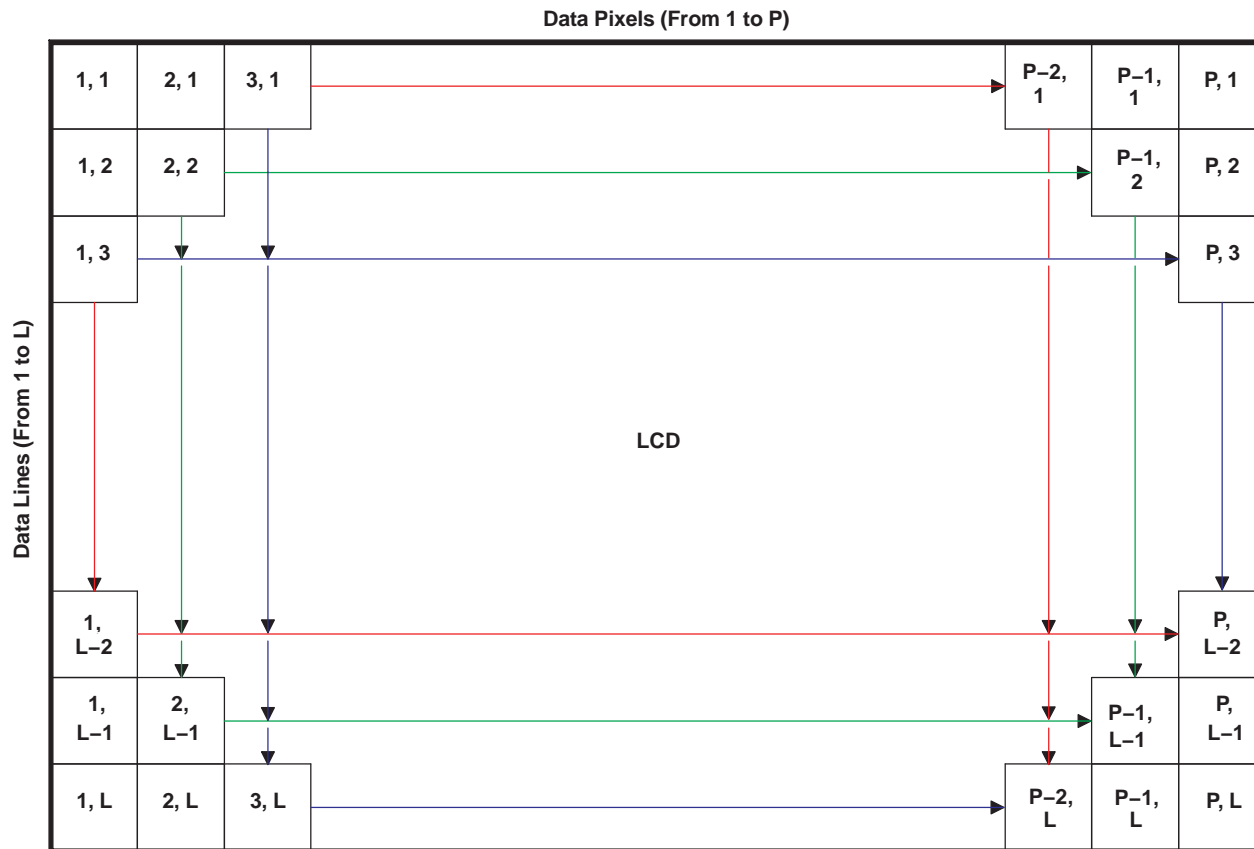 Data Pixels (From 1 to P)
1, 1
2, 1
3, 1
P−2,
1
P−1,
1
P, 1
1, 2
2, 2
P−1,
2
P, 2
1, 3
P, 3
Data Lines (From 1 to L)
LCD
1,
L−2
P,
L−2
1,
L−1
2,
L−1
P−1,
L−1
P,
L−1
1, L
2, L
3, L
P−2,
L
P−1,
L
P, L